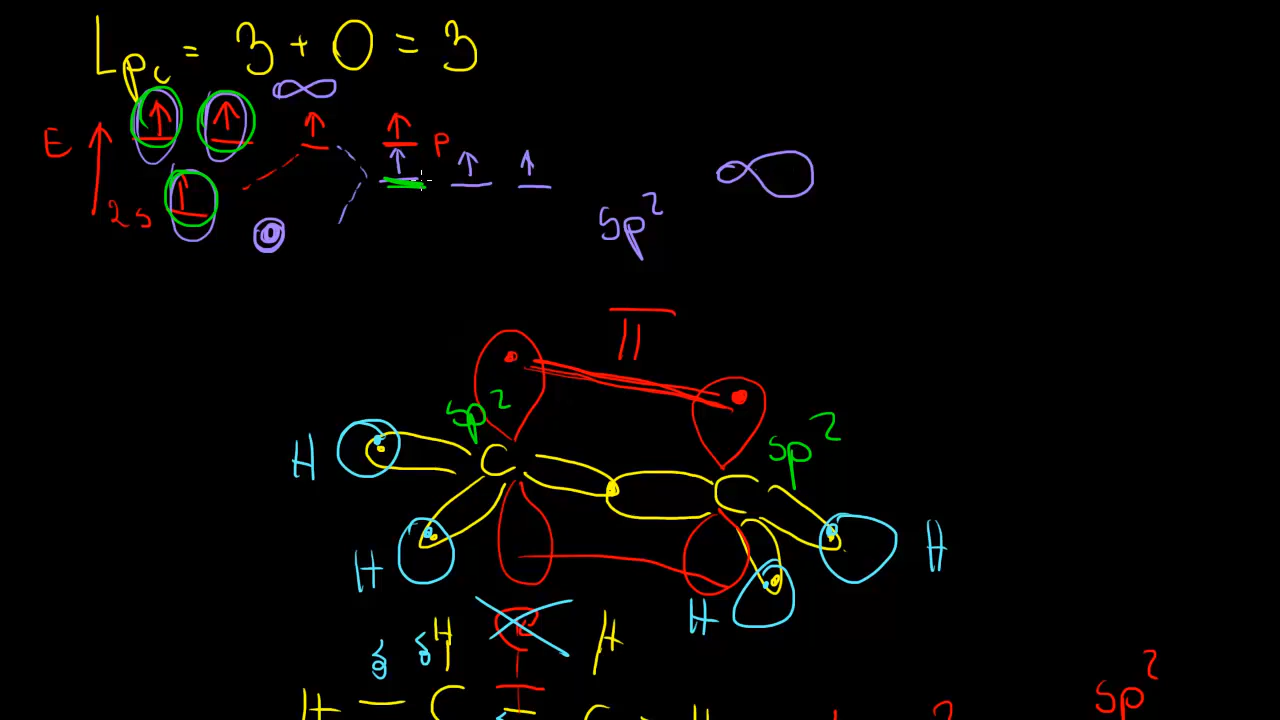 Lpc = 3 + 0 = 3
E
p
2s
sp²
π
sp²
sp²
H
H
H
H
C
C
H
H
sp²
H
C